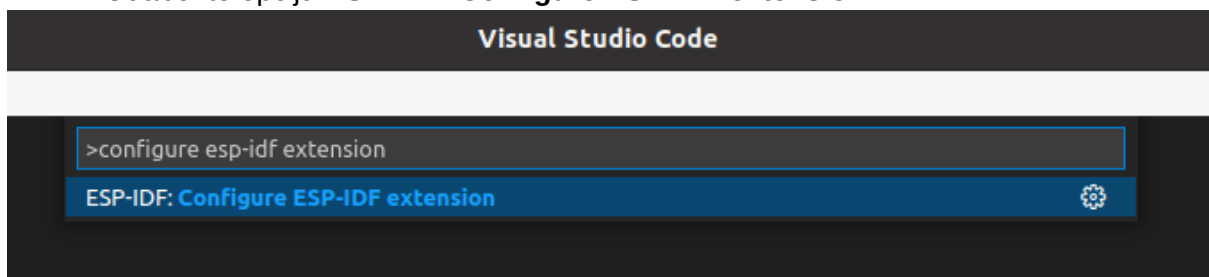 Visual Studio Code
>configure esp-idf extension
ESP-IDF: Configure ESP-IDF extension